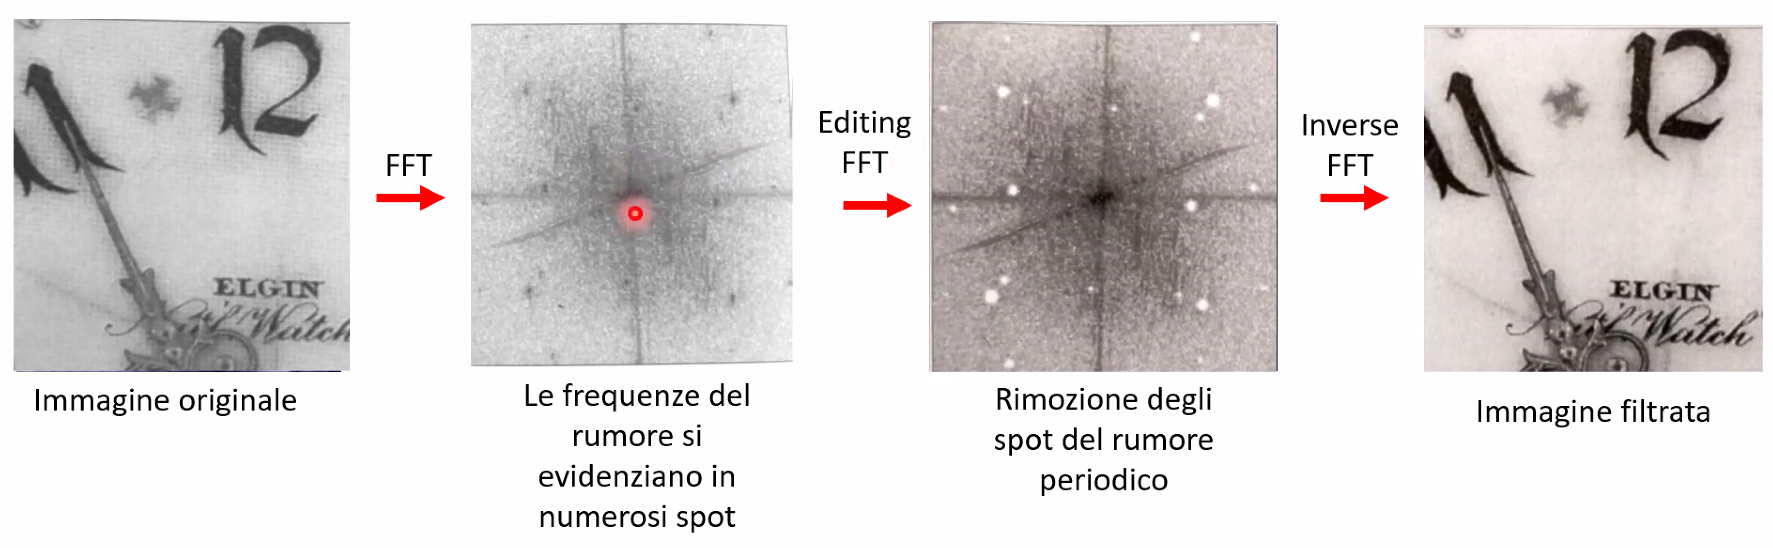 12
ELGIN
Watch
Immagine originale
FFT
Le frequenze del
rumore si
evidenziano in
numerosi spot
Editing
FFT
Rimozione degli
spot del rumore
periodico
Inverse
FFT
12
ELGIN
Watch
Immagine filtrata